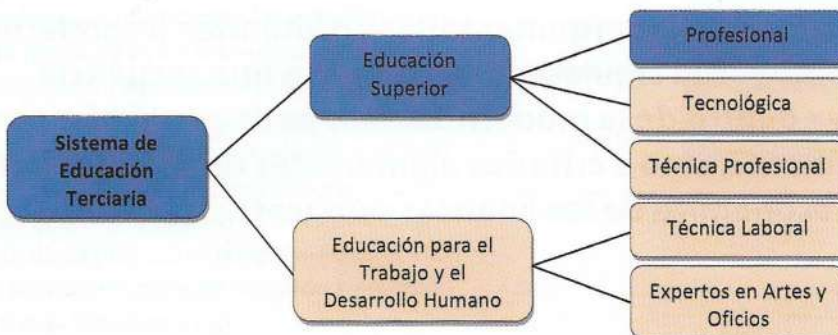 Sistema de
Educación
Terciaria
Educación
Superior
Profesional
Tecnológica
Técnica Profesional
Educación para el
Trabajo y el
Desarrollo Humano
Técnica Laboral
Expertos en Artes y
Oficios